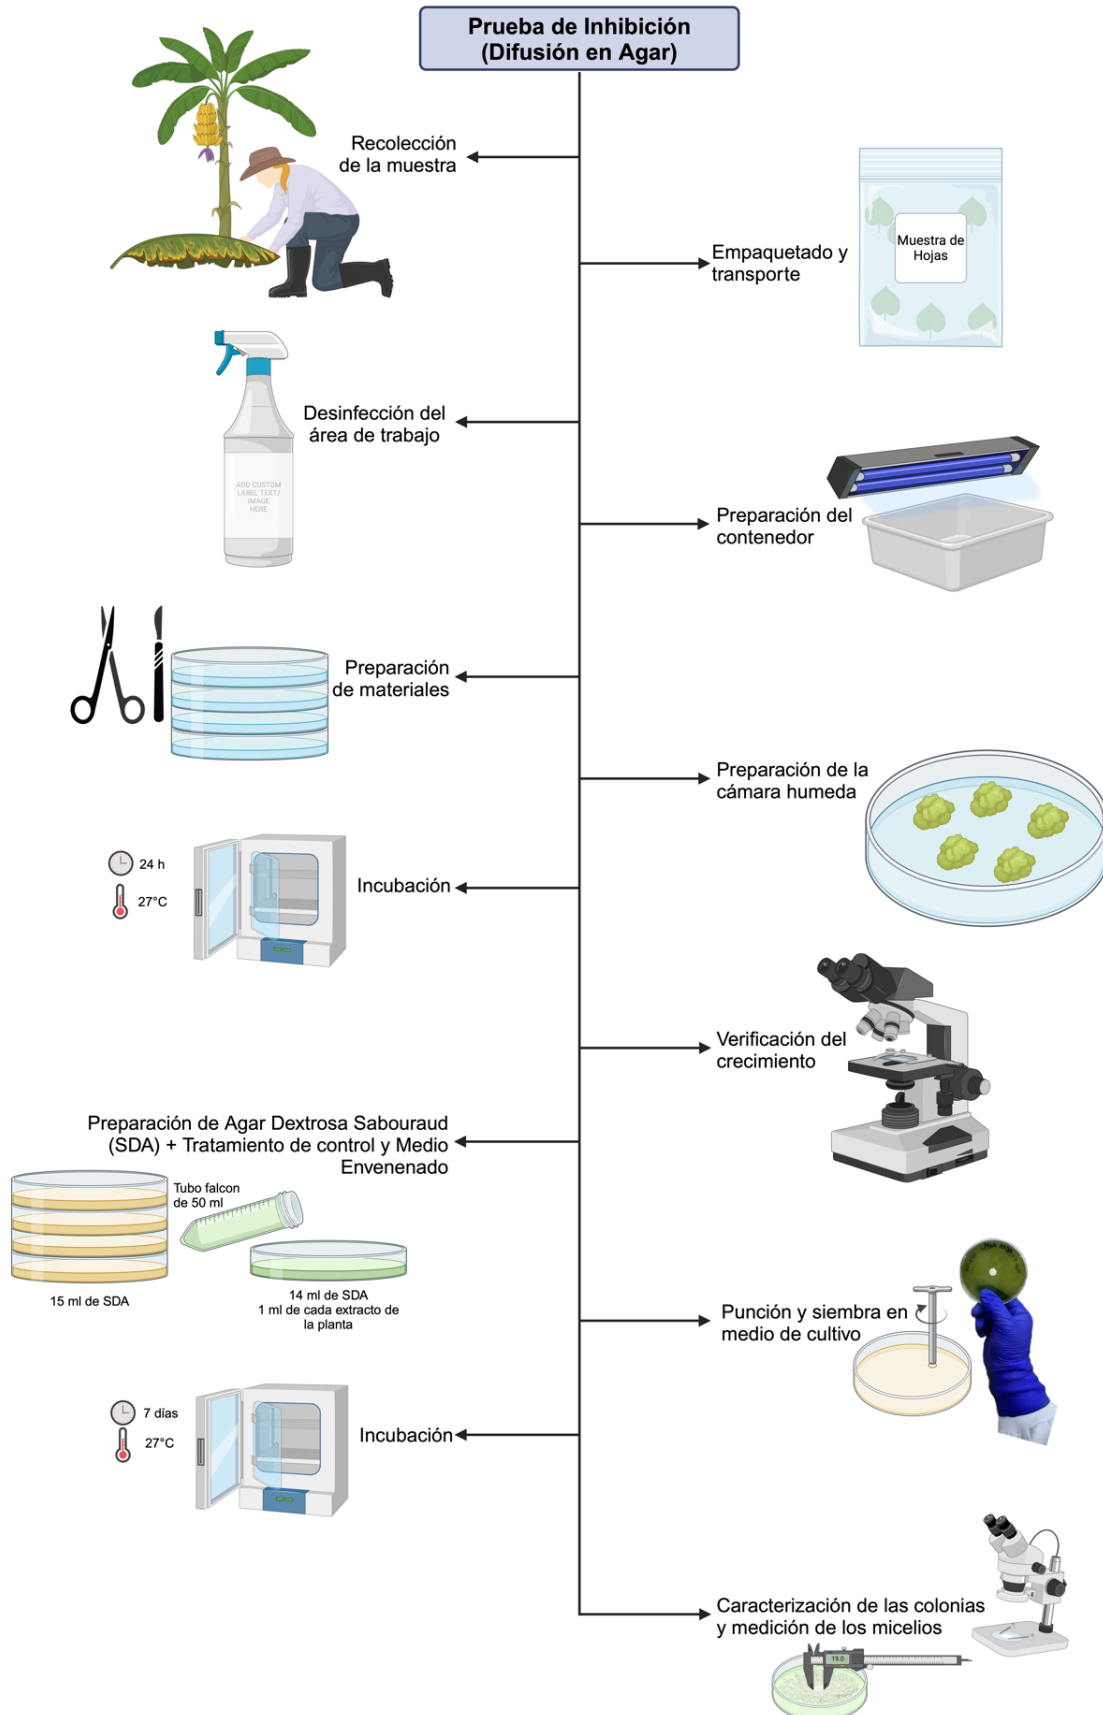 Prueba de Inhibición
(Difusión en Agar)
Recolección
de la muestra
Empaquetado y
transporte
Muestra de
Hojas
Desinfección del
área de trabajo
ADD CUSTOM
LABEL TEXT/
IMAGE
HERE
Preparación del
contenedor
Preparación
de materiales
Preparación de la
cámara humeda
24 h
27°C
Incubación
Verificación del
crecimiento
Preparación de Agar Dextrosa Sabouraud
(SDA) + Tratamiento de control y Medio
Envenenado
Tubo falcon
de 50 ml
15 ml de SDA
14 ml de SDA
1 ml de cada extracto de
la planta
Punción y siembra en
medio de cultivo
7 días
27°C
Incubación
Caracterización de las colonias
y medición de los micelios
19.0